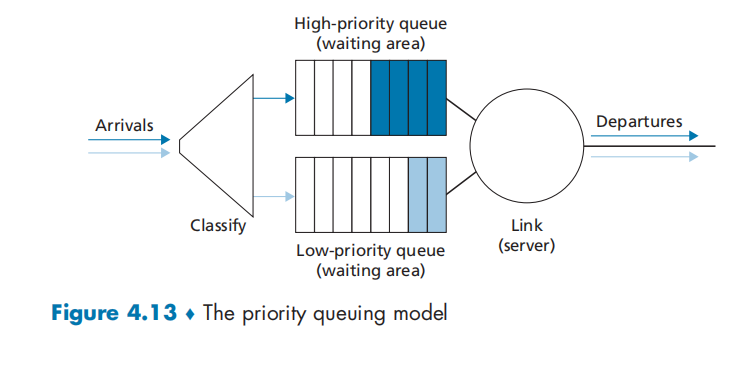 High-priority queue
(waiting area)
Arrivals
Departures
Classify
Link
(server)
Low-priority queue
(waiting area)
Figure 4.13 ♦ The priority queuing model